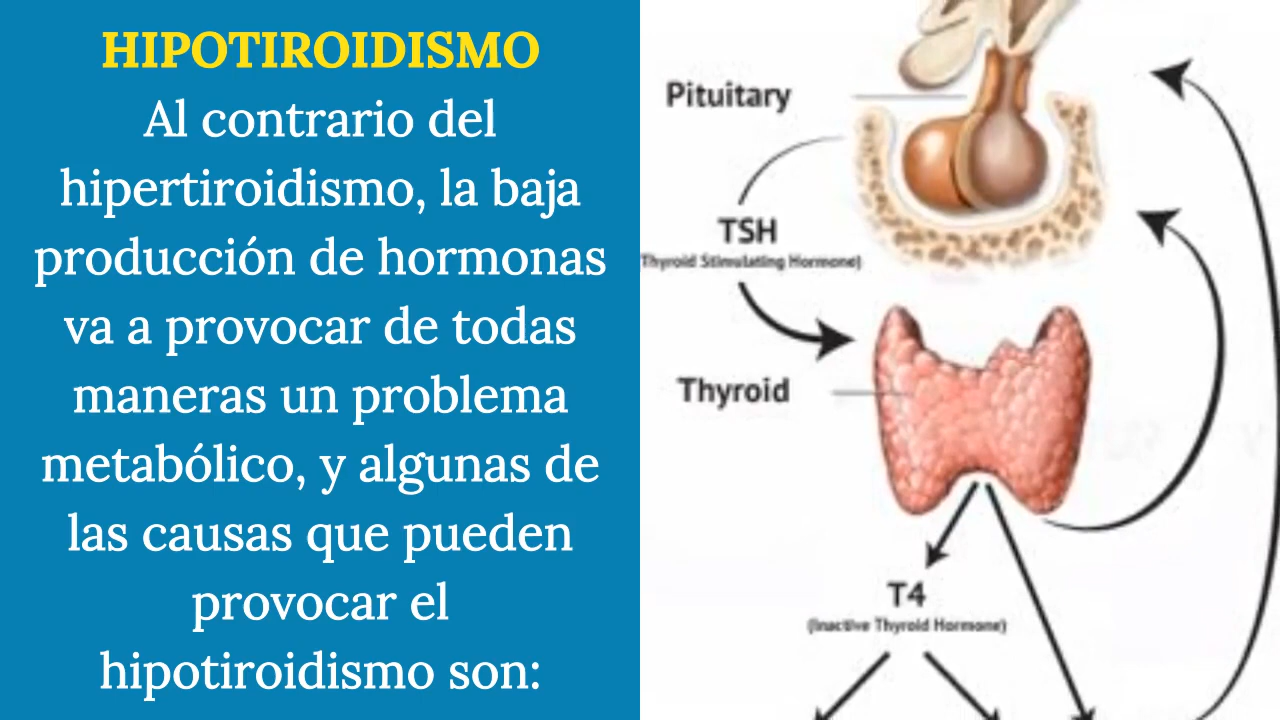 HIPOTIROIDISMO
Al contrario del
hipertiroidismo, la baja
producción de hormonas
va a provocar de todas
maneras un problema
metabólico, y algunas de
las causas que pueden
provocar el
hipotiroidismo son:
Pituitary
TSH
Thyroid Stimulating Hormone)
Thyroid
T4
(Inactive Thyroid Hormone)